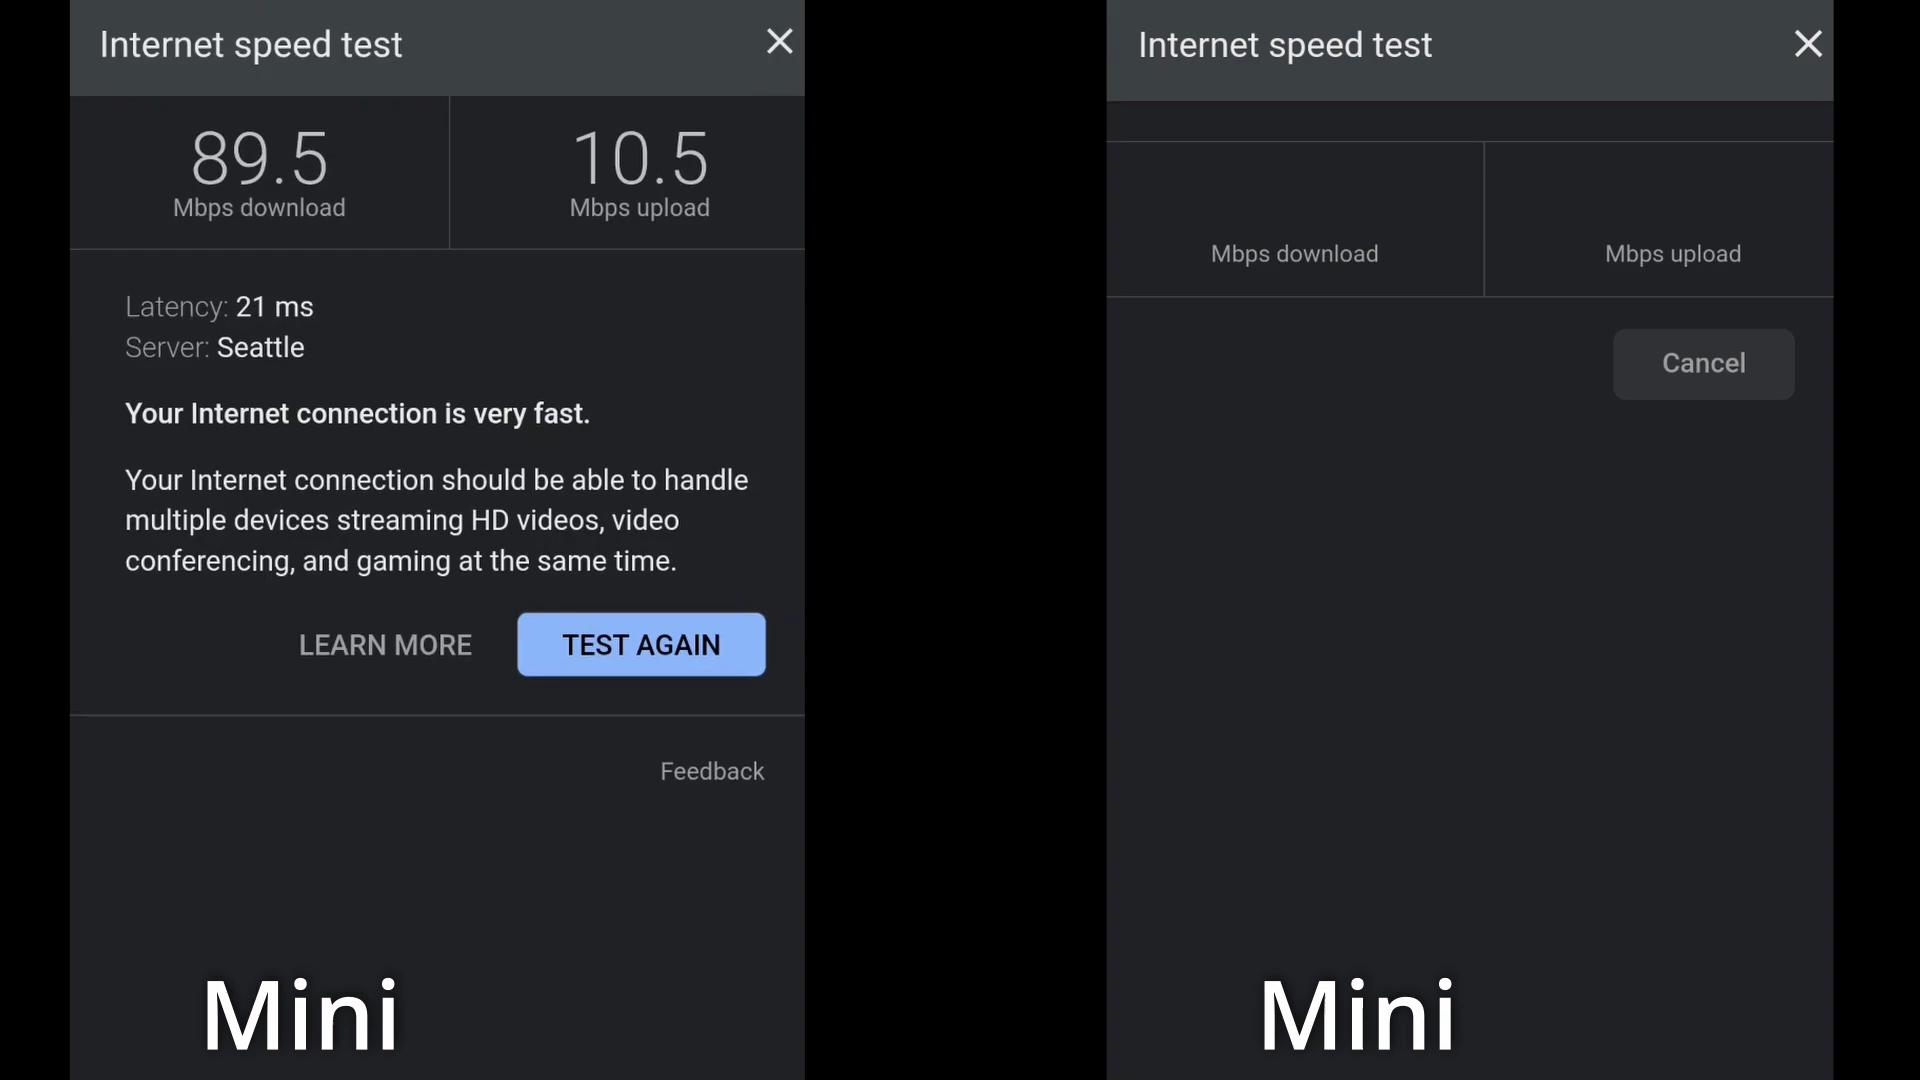 Internet speed test
89.5
Mbps download
10.5
Mbps upload
Latency: 21 ms
Server: Seattle
Your Internet connection is very fast.
Your Internet connection should be able to handle
multiple devices streaming HD videos, video
conferencing, and gaming at the same time.
LEARN MORE
TEST AGAIN
Feedback
Mini
Internet speed test
Mbps download
Mbps upload
Cancel
Mini